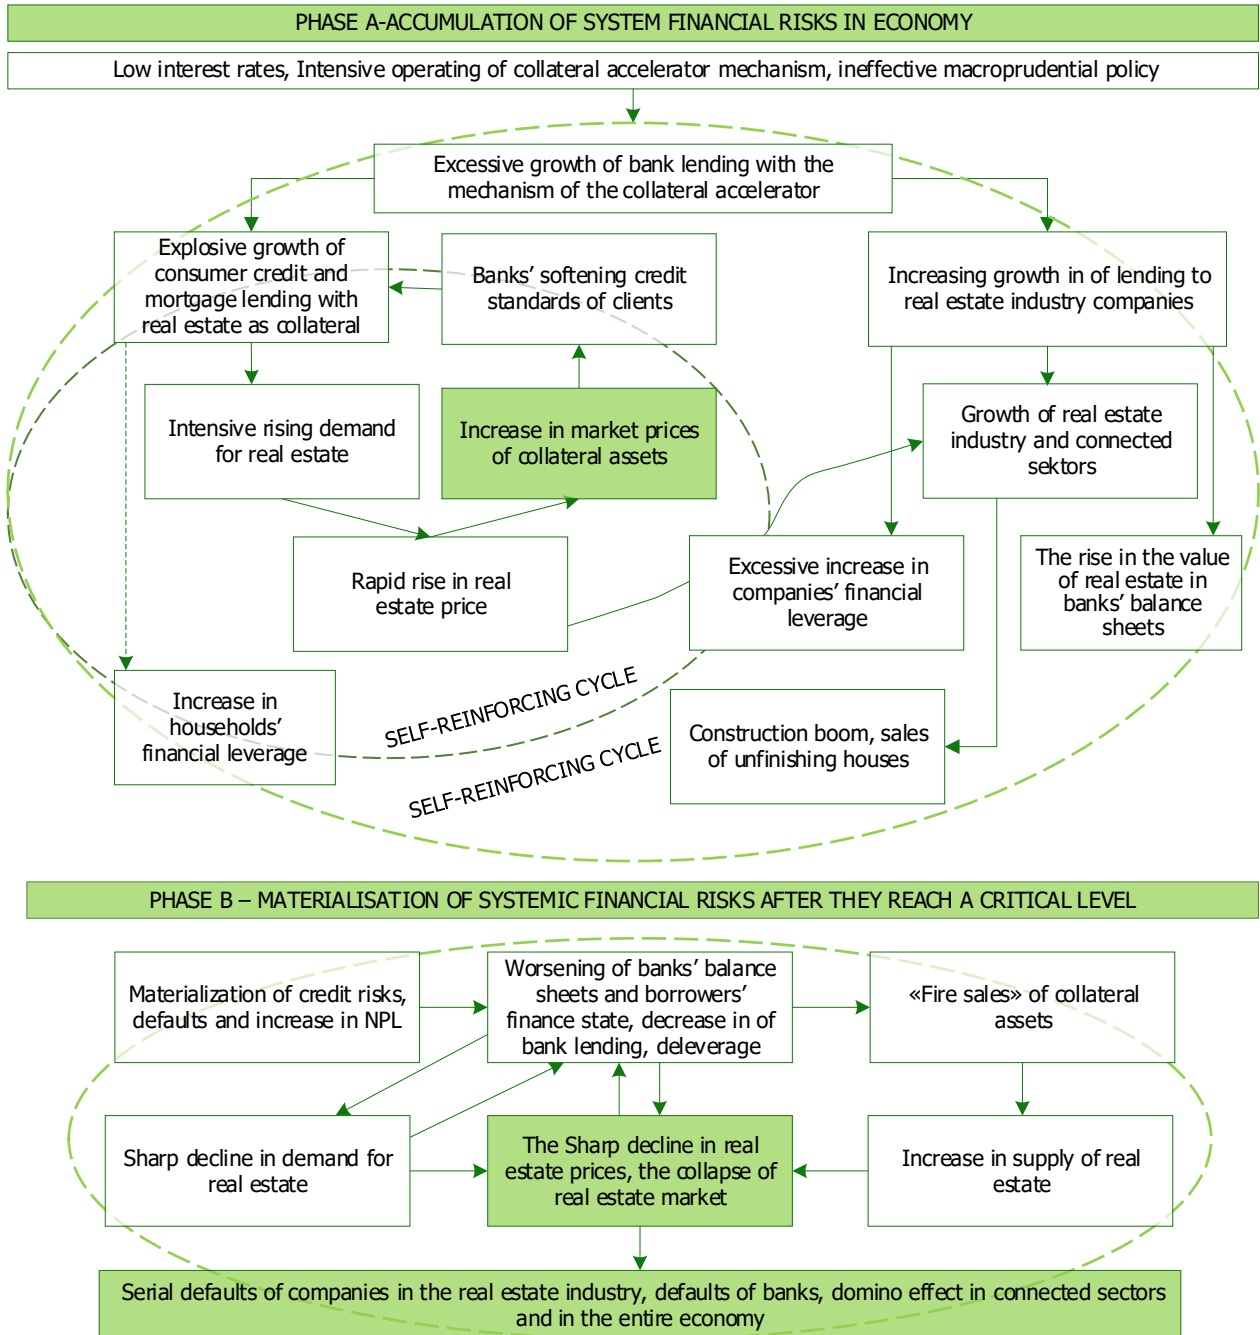 PHASE A-ACCUMULATION OF SYSTEM FINANCIAL RISKS IN ECONOMY
Low interest rates, Intensive operating of collateral accelerator mechanism, ineffective macroprudential policy
Excessive growth of bank lending with the
mechanism of the collateral accelerator
Explosive growth of
consumer credit and
mortgage lending with
real estate as collateral
Banks’ softening credit
standards of clients
Increasing growth in of lending to
real estate industry companies
Intensive rising demand
for real estate
Increase in market prices
of collateral assets
Growth of real estate
industry and connected
sektors
Rapid rise in real
estate price
Excessive increase in
companies’ financial
leverage
The rise in the value
of real estate in
banks’ balance
sheets
Increase in
households’
financial leverage
SELF-REINFORCING CYCLE
SELF-REINFORCING CYCLE
Construction boom, sales
of unfinishing houses
PHASE B – MATERIALISATION OF SYSTEMIC FINANCIAL RISKS AFTER THEY REACH A CRITICAL LEVEL
Materialization of credit risks,
defaults and increase in NPL
Worsening of banks’ balance
sheets and borrowers’
finance state, decrease in of
bank lending, deleverage
«Fire sales» of collateral
assets
Sharp decline in demand for
real estate
The Sharp decline in real
estate prices, the collapse of
real estate market
Increase in supply of real
estate
Serial defaults of companies in the real estate industry, defaults of banks, domino effect in connected sectors
and in the entire economy